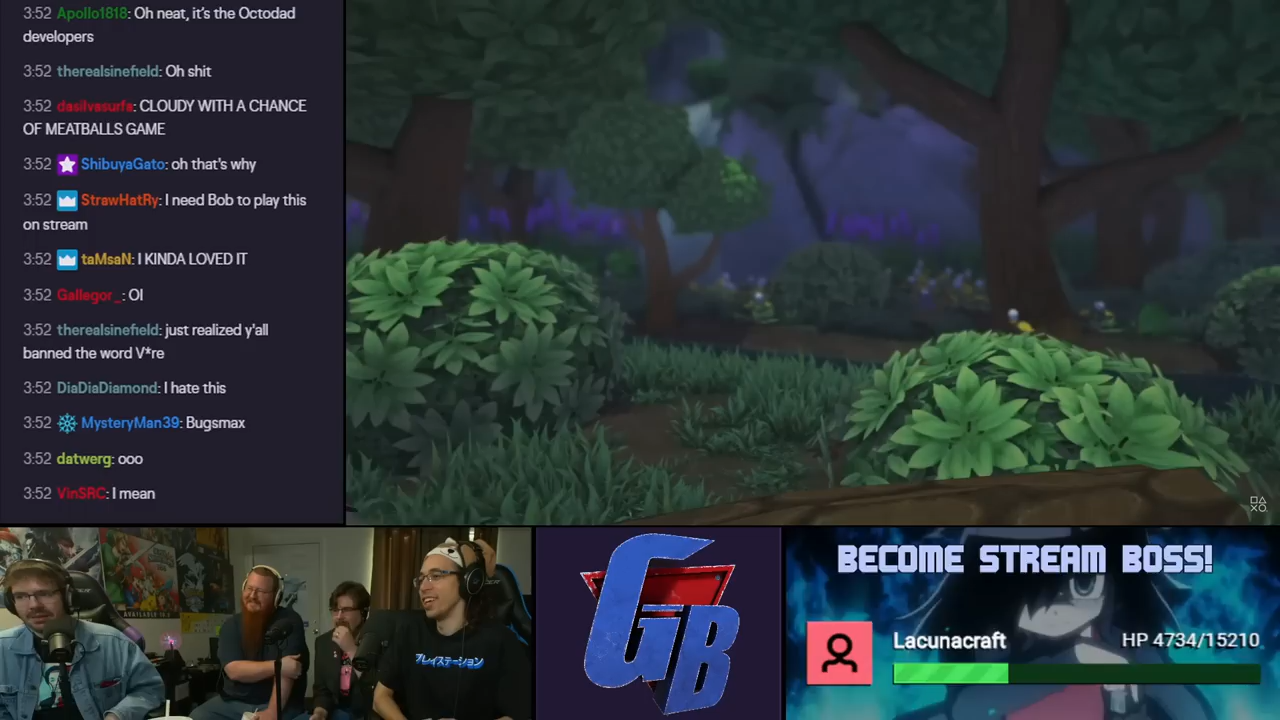 3:52 Apollo1818: Oh neat, it's the Octodad
developers
3:52 therealsinefield: Oh shit
3:52 dasilvasurfa: CLOUDY WITH A CHANCE
OF MEATBALLS GAME
3:52 ShibuyaGato: oh that's why
3:52 StrawHatRy: I need Bob to play this
on stream
3:52 taMsaN: I KINDA LOVED IT
3:52 Gallegor_: OI
3:52 therealsinefield: just realized y'all
banned the word V*re
3:52 DiaDiaDiamond: I hate this
3:52 MysteryMan39: Bugsmax
3:52 datwerg: ooo
3:52 VinSRC: I mean
AVAILABLE
プレイステーション
GB
BECOME STREAM BOSS!
Lacunacraft HP 4734/15210